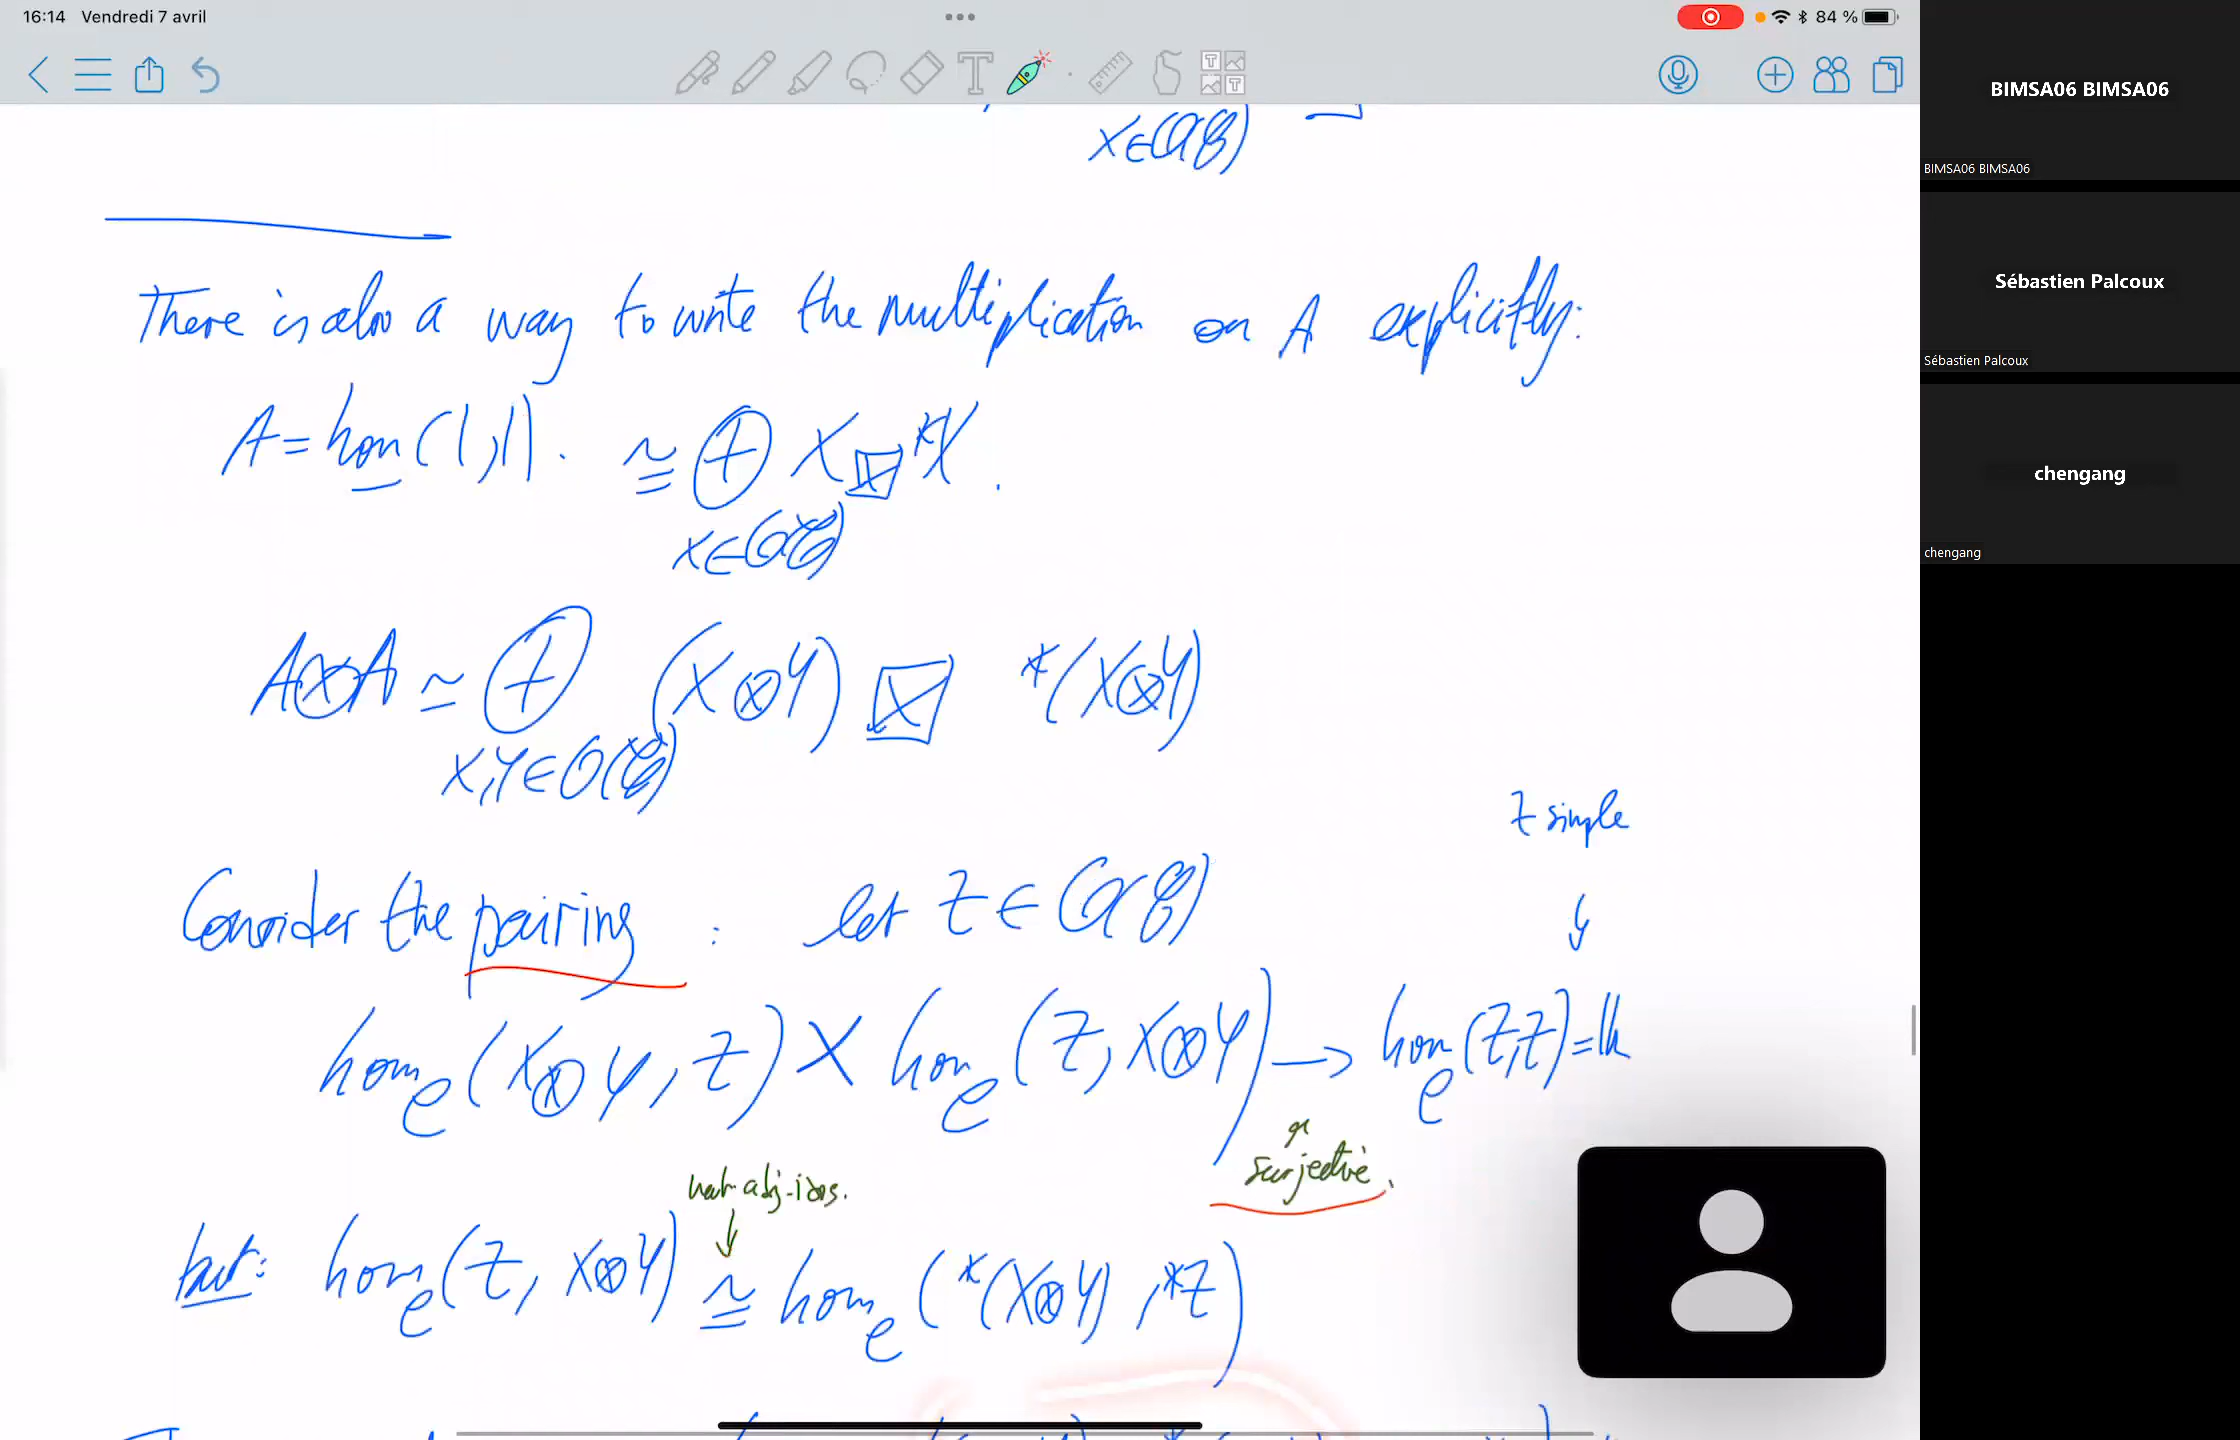 16:14 Vendredi 7 avril
84 %
X∈O(C)
There is also a way to write the multiplication on A explicitly:
A = hom(1,1). ≅ ⊕ X ⊠ *X.
X∈O(C)
A⊗A ≃ ⊕ (X⊗Y) ⊠ *(X⊗Y)
X,Y∈O(C)
Z simple
Consider the pairing : let Z ∈ O(C)
hom_C(X⊗Y, Z) × hom_C(Z, X⊗Y) → hom_C(Z,Z) = k
surjective.
nat. adj-isos.
but: hom_C(Z, X⊗Y) ≅ hom_C(*(X⊗Y), *Z)
BIMSA06 BIMSA06
BIMSA06 BIMSA06
Sébastien Palcoux
Sébastien Palcoux
chengang
chengang